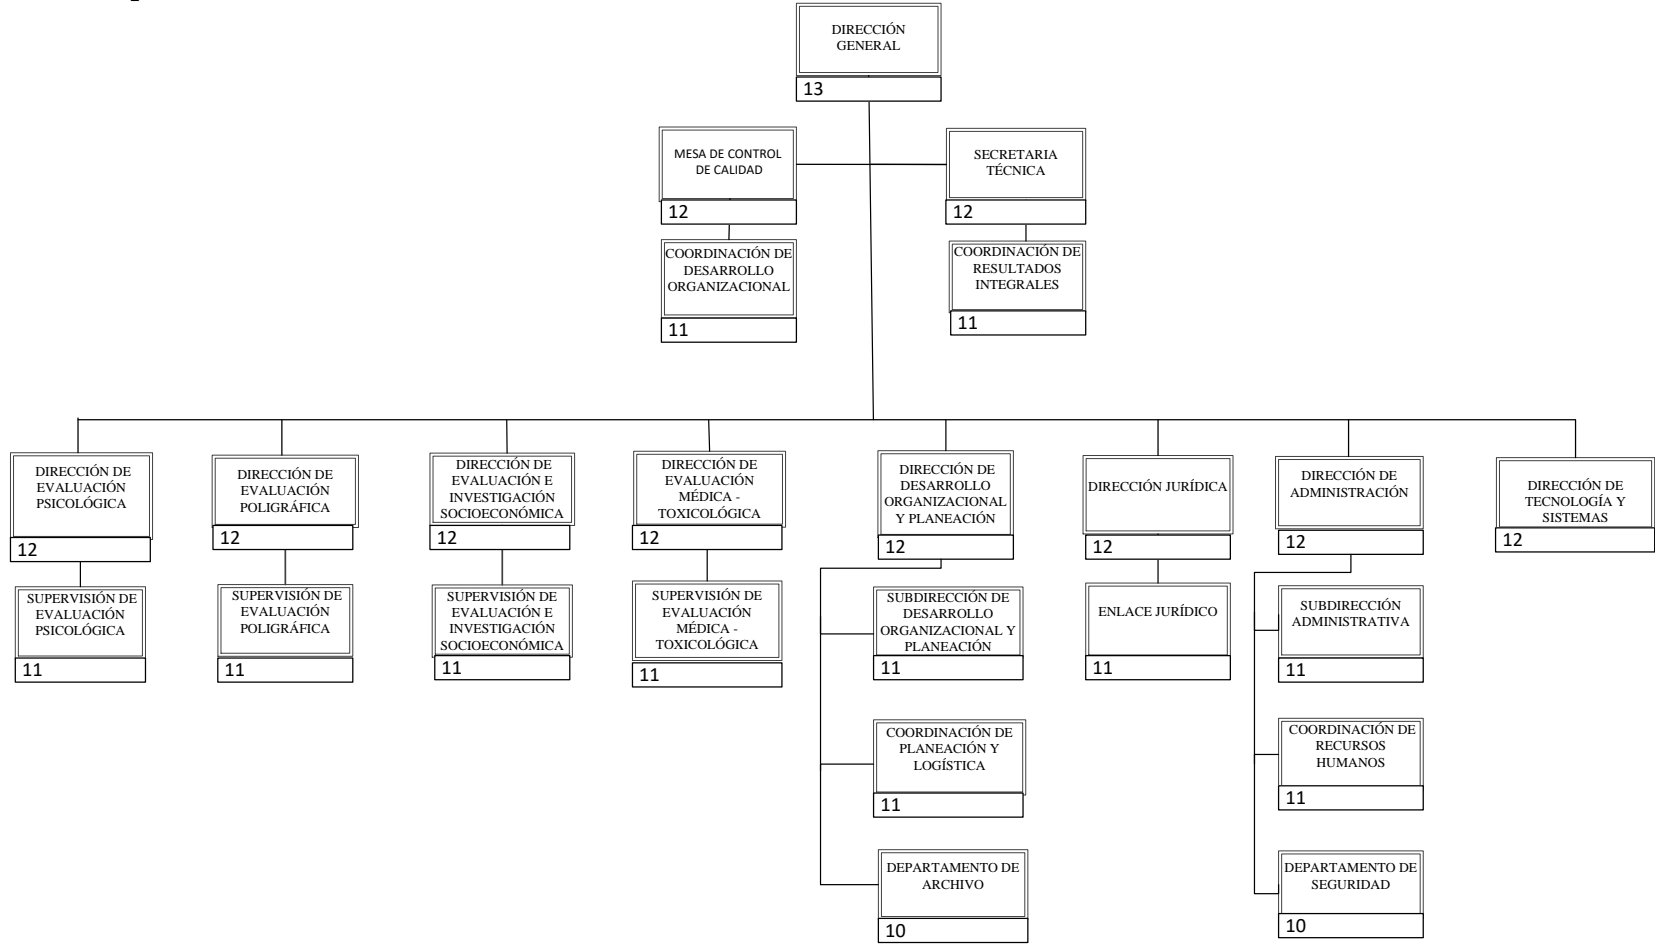 DIRECCIÓN
GENERAL
13
MESA DE CONTROL
DE CALIDAD
12
SECRETARIA
TÉCNICA
12
COORDINACIÓN DE
DESARROLLO
ORGANIZACIONAL
11
COORDINACIÓN DE
RESULTADOS
INTEGRALES
11
DIRECCIÓN DE
EVALUACIÓN
PSICOLÓGICA
12
DIRECCIÓN DE
EVALUACIÓN
POLIGRÁFICA
12
DIRECCIÓN DE
EVALUACIÓN E
INVESTIGACIÓN
SOCIOECONÓMICA
12
DIRECCIÓN DE
EVALUACIÓN
MÉDICA -
TOXICOLÓGICA
12
DIRECCIÓN DE
DESARROLLO
ORGANIZACIONAL
Y PLANEACIÓN
12
DIRECCIÓN JURÍDICA
12
DIRECCIÓN DE
ADMINISTRACIÓN
12
DIRECCIÓN DE
TECNOLOGÍA Y
SISTEMAS
12
SUPERVISIÓN DE
EVALUACIÓN
PSICOLÓGICA
11
SUPERVISIÓN DE
EVALUACIÓN
POLIGRÁFICA
11
SUPERVISIÓN DE
EVALUACIÓN E
INVESTIGACIÓN
SOCIOECONÓMICA
11
SUPERVISIÓN DE
EVALUACIÓN
MÉDICA -
TOXICOLÓGICA
11
SUBDIRECCIÓN DE
DESARROLLO
ORGANIZACIONAL Y
PLANEACIÓN
11
ENLACE JURÍDICO
11
SUBDIRECCIÓN
ADMINISTRATIVA
11
COORDINACIÓN DE
PLANEACIÓN Y
LOGÍSTICA
11
COORDINACIÓN DE
RECURSOS
HUMANOS
11
DEPARTAMENTO DE
ARCHIVO
10
DEPARTAMENTO DE
SEGURIDAD
10